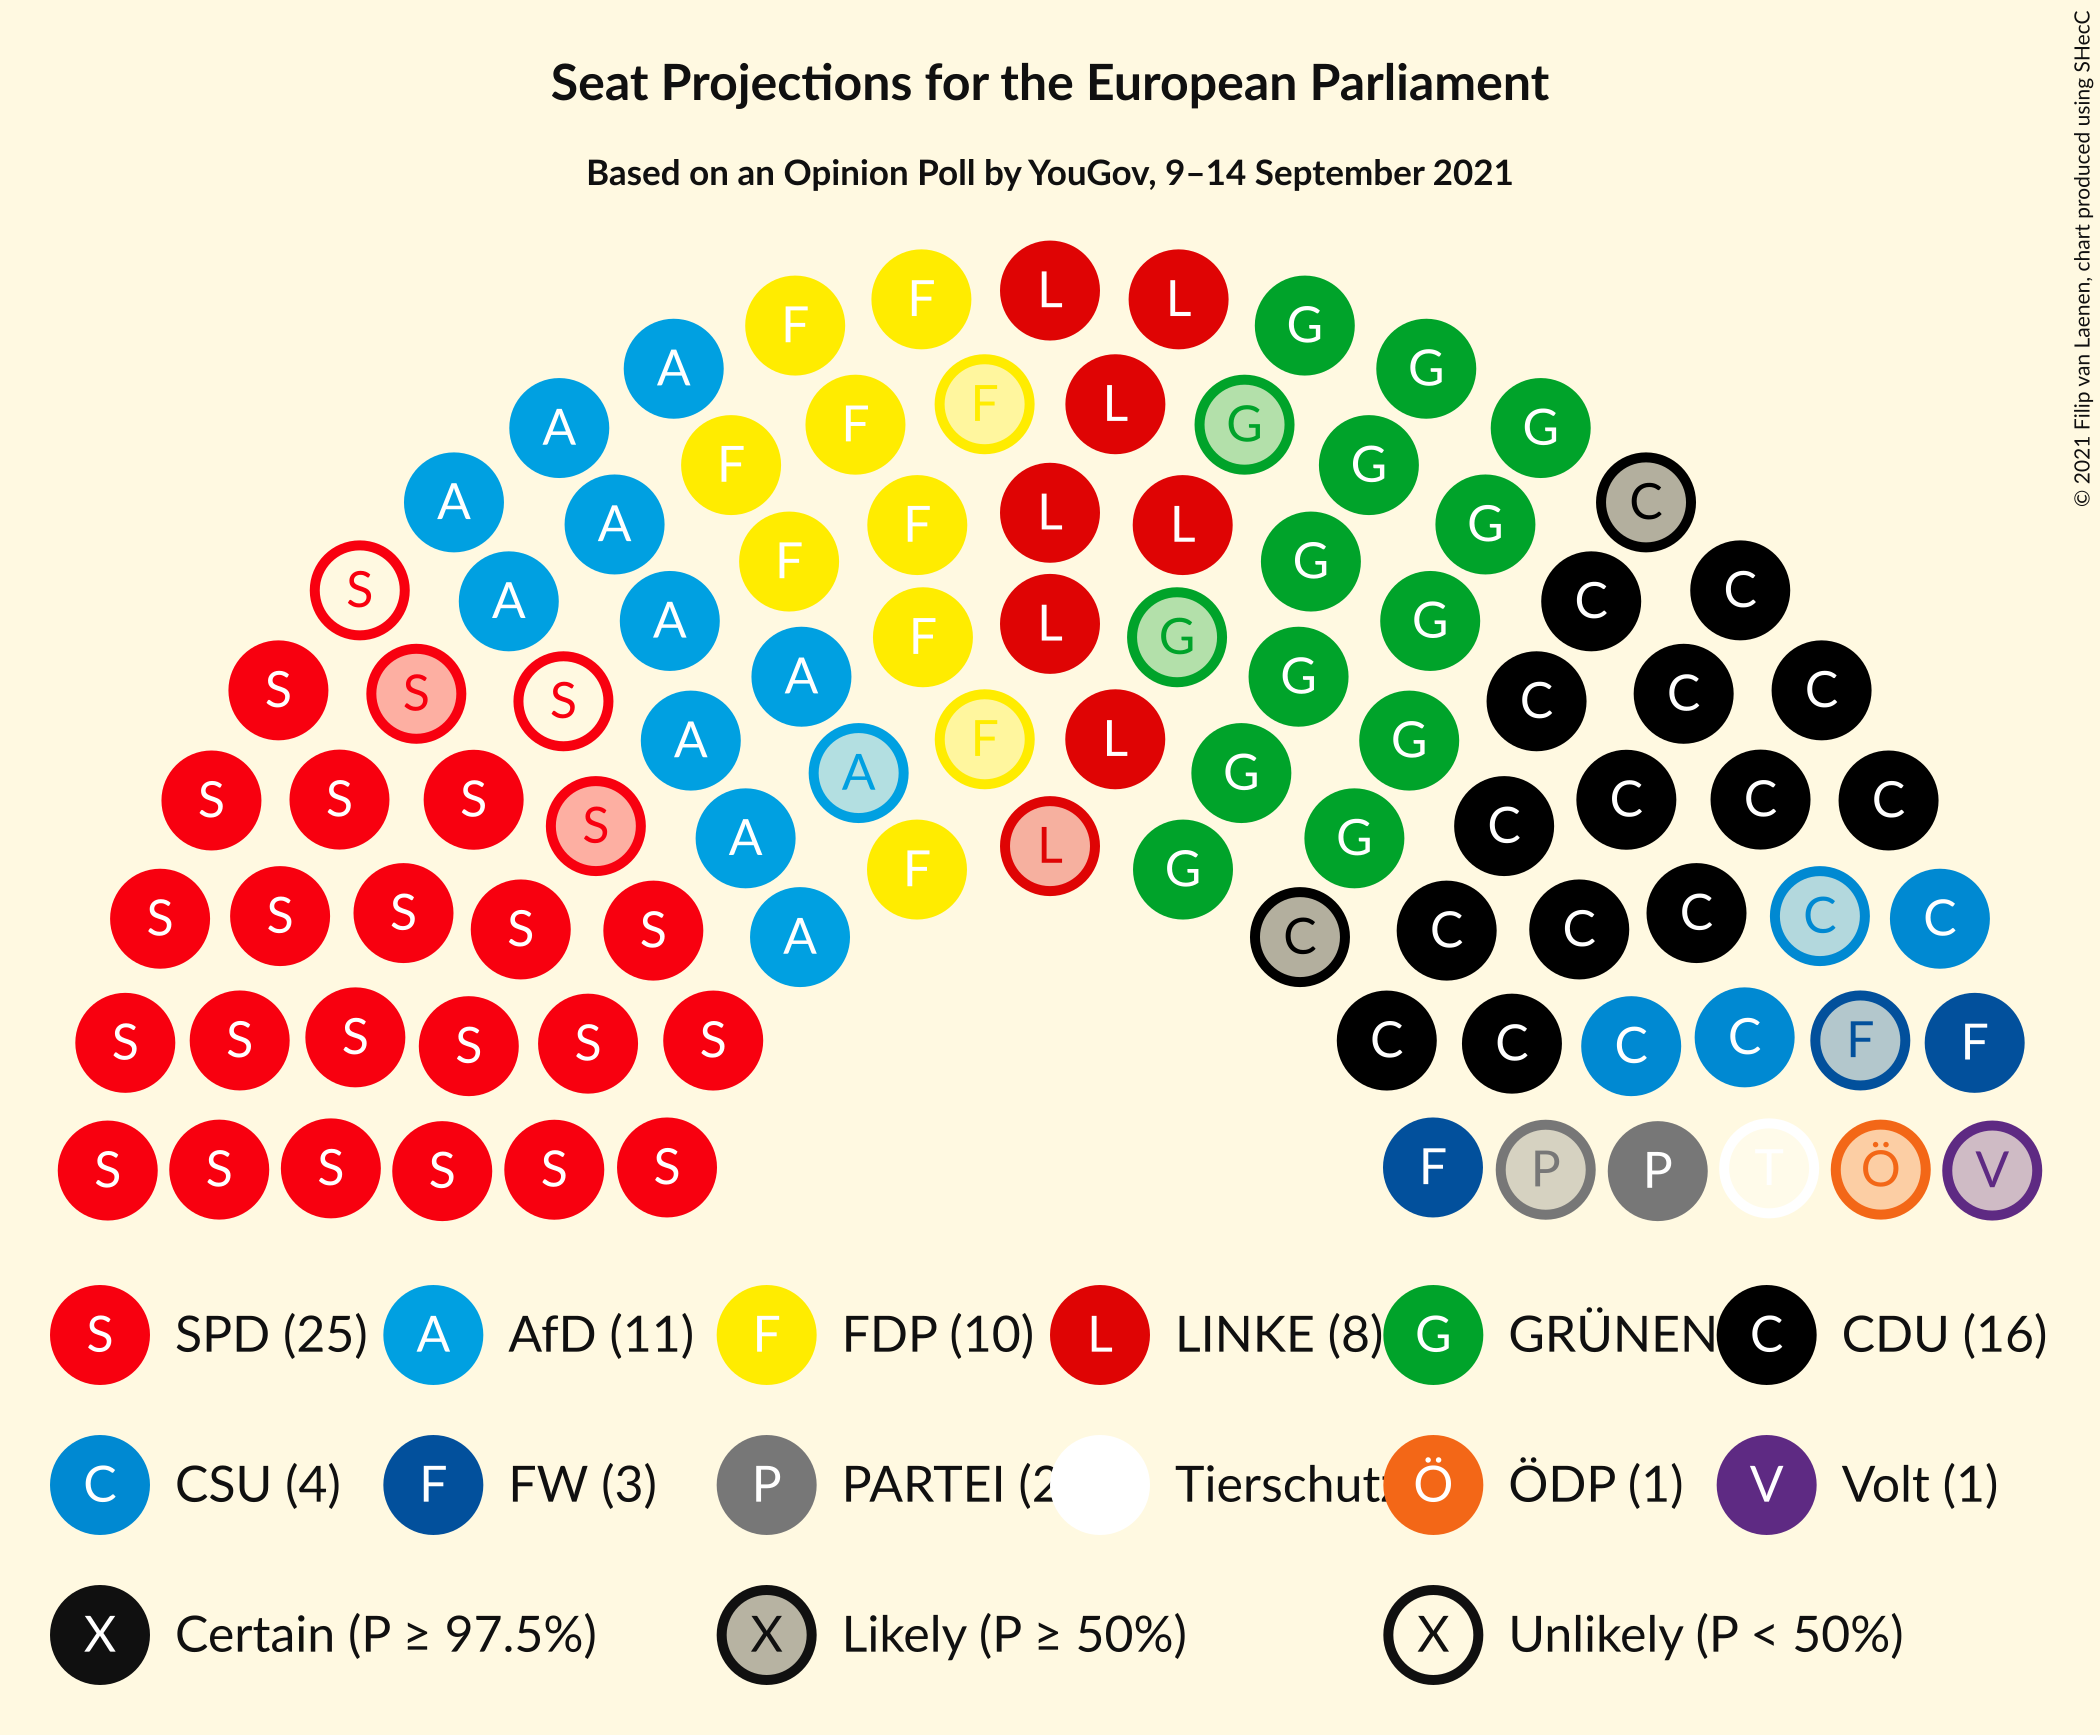 Seat Projections for the European Parliament
Based on an Opinion Poll by YouGov, 9–14 September 2021
© 2021 Filip van Laenen, chart produced using SHecC
F F L L G
A F L G
A F F G G
A F L G C
A F L G
S A F G C C
S A A L G G C
S S A F G G C C C
S S S A A F L G G C C C C
S A G C
S S S S S A F L G C C C C C C
S S S S S S C C C C F F
S S S S S S F P P T Ö V
S SPD (25) A AfD (11) F FDP (10) L LINKE (8) G GRÜNEN C CDU (16)
C CSU (4) F FW (3) P PARTEI (2 Tierschutz Ö ÖDP (1) V Volt (1)
X Certain (P ≥ 97.5%) X Likely (P ≥ 50%) X Unlikely (P < 50%)